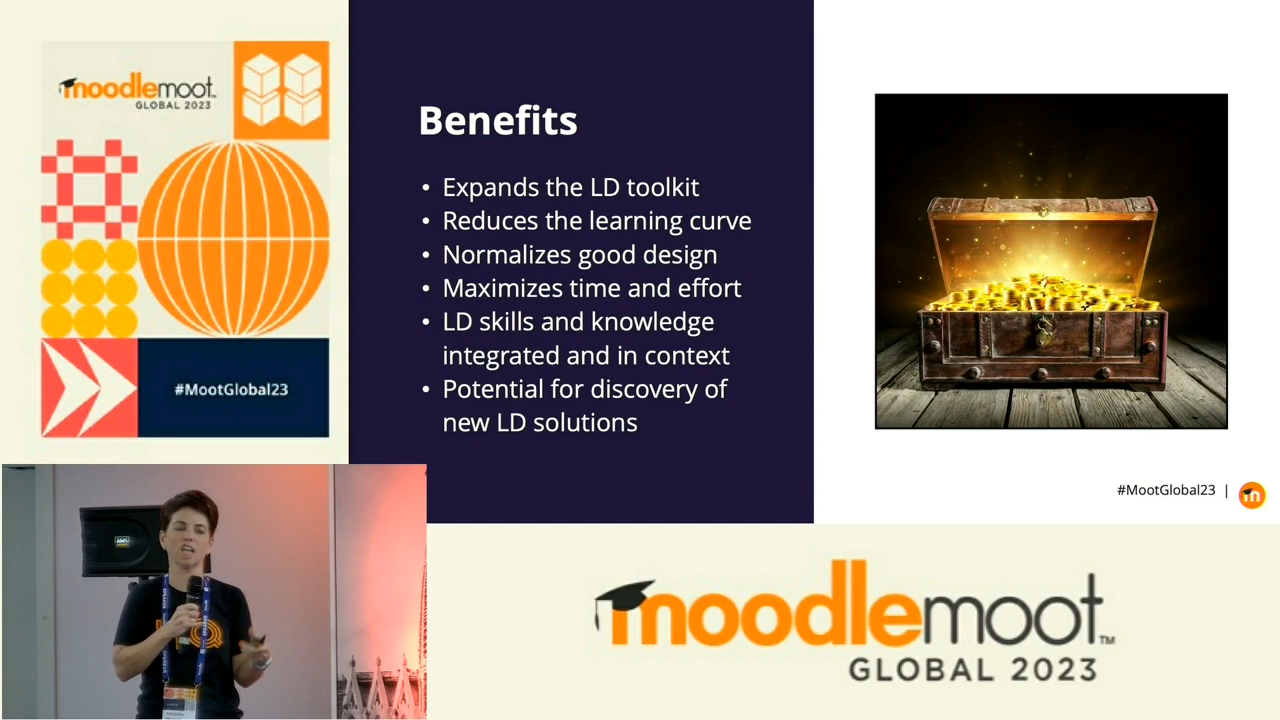 moodlemoot
GLOBAL 2023
#MootGlobal23
Benefits
• Expands the LD toolkit
• Reduces the learning curve
• Normalizes good design
• Maximizes time and effort
• LD skills and knowledge
integrated and in context
• Potential for discovery of
new LD solutions
#MootGlobal23 | m
AMS
moodlemoot™
GLOBAL 2023